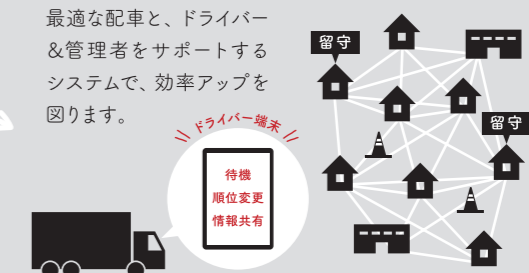 最適な配車と、ドライバー
&管理者をサポートする
システムで、効率アップを
図ります。
留守
留守
ドライバー端末
待機
順位変更
情報共有